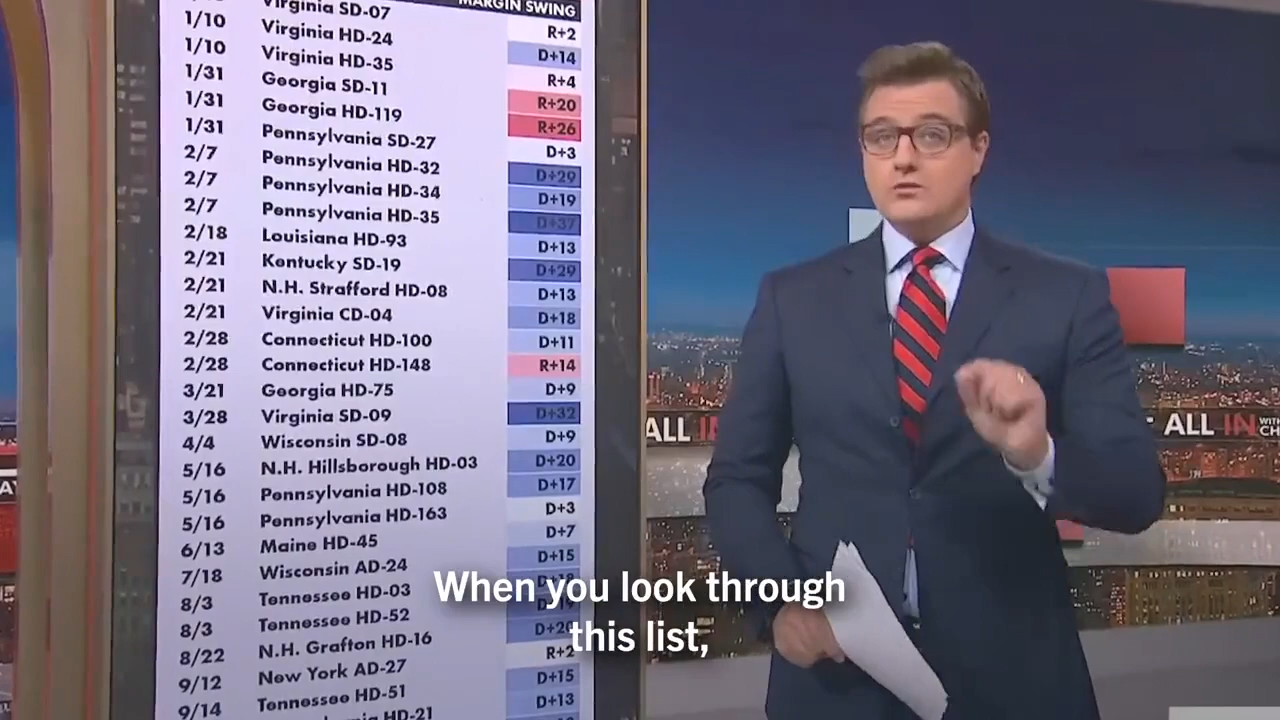 MARGIN SWING
Virginia SD-07 R+2
1/10 Virginia HD-24 D+14
1/10 Virginia HD-35 R+4
1/31 Georgia SD-11 R+20
1/31 Georgia HD-119 R+26
1/31 Pennsylvania SD-27 D+3
2/7 Pennsylvania HD-32 D+29
2/7 Pennsylvania HD-34 D+19
2/7 Pennsylvania HD-35 D+37
2/18 Louisiana HD-93 D+13
2/21 Kentucky SD-19 D+29
2/21 N.H. Strafford HD-08 D+13
2/21 Virginia CD-04 D+18
2/28 Connecticut HD-100 D+11
2/28 Connecticut HD-148 R+14
3/21 Georgia HD-75 D+9
3/28 Virginia SD-09 D+32
4/4 Wisconsin SD-08 D+9
5/16 N.H. Hillsborough HD-03 D+20
5/16 Pennsylvania HD-108 D+17
5/16 Pennsylvania HD-163 D+3
6/13 Maine HD-45 D+7
7/18 Wisconsin AD-24 D+15
8/3 Tennessee HD-03
8/3 Tennessee HD-52
8/22 N.H. Grafton HD-16 D+20
9/12 New York AD-27 R+2
9/14 Tennessee HD-51 D+15
HD-21 D+13
ALL IN
ALL IN WITH
When you look through
this list,